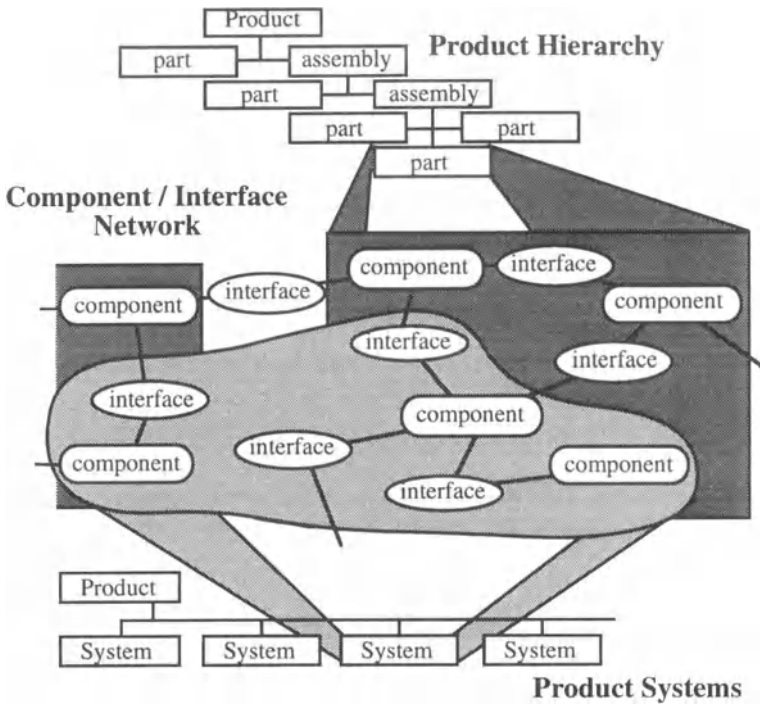 Product
Product Hierarchy
part
assembly
part
assembly
part
part
part
Component / Interface
Network
component
interface
component
interface
component
interface
interface
interface
component
interface
component
interface
component
Product
System
System
System
System
Product Systems